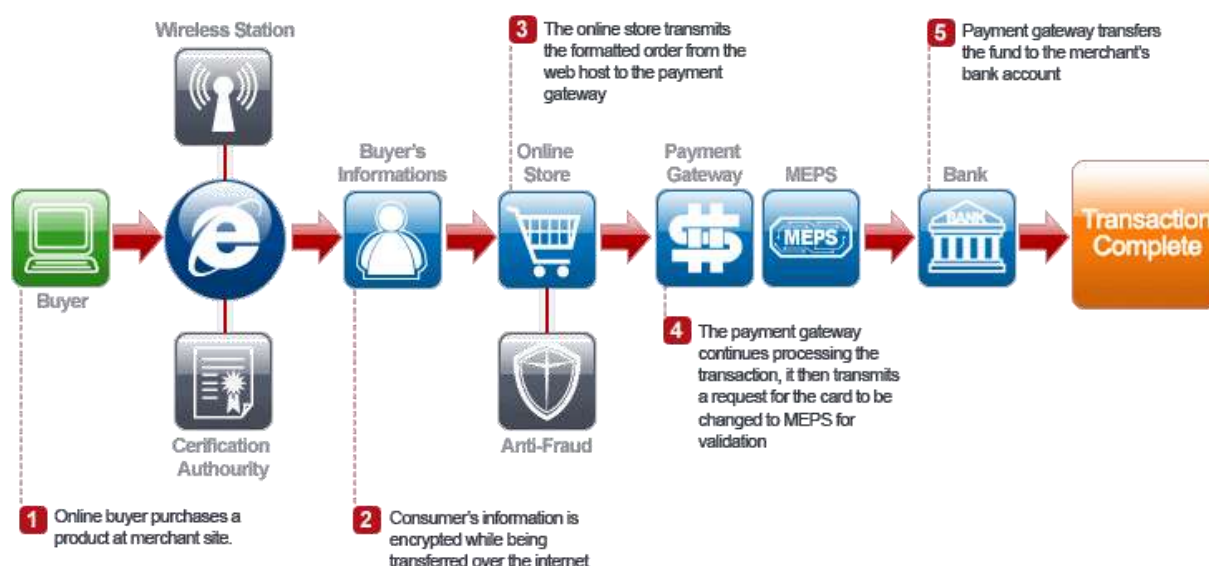 Wireless Station
3 The online store transmits
the formatted order from the
web host to the payment
gateway
5 Payment gateway transfers
the fund to the merchant's
bank account
Buyer's
Informations
Online
Store
Payment
Gateway
MEPS
Bank
MEPS
BANK
Transaction
Complete
Buyer
4 The payment gateway
continues processing the
transaction, it then transmits
a request for the card to be
changed to MEPS for
validation
Cerification
Authourity
Anti-Fraud
1 Online buyer purchases a
product at merchant site.
2 Consumer's information is
encrypted while being
transferred over the internet